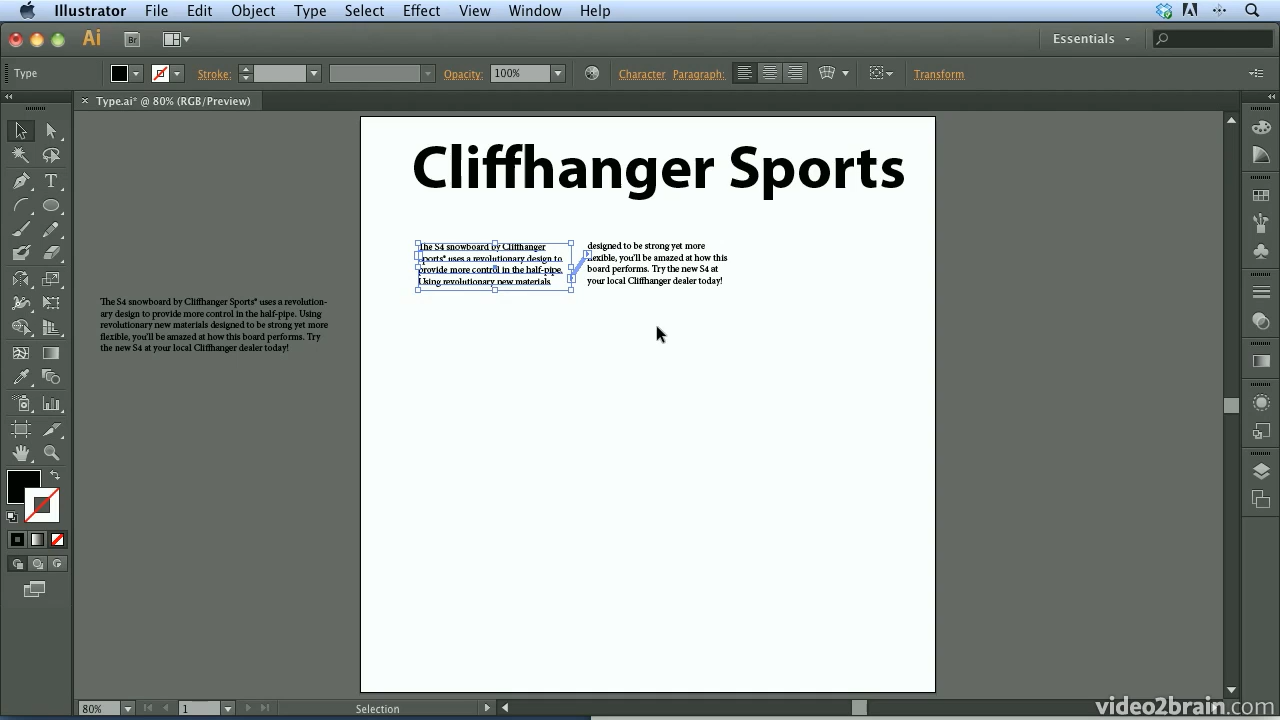 Illustrator File Edit Object Type Select Effect View Window Help
Ai Br Essentials
Type Stroke: Opacity: 100% Character Paragraph: Transform
Type.ai* @ 80% (RGB/Preview)
Cliffhanger Sports
The S4 snowboard by Cliffhanger
Sports® uses a revolutionary design to
provide more control in the half-pipe.
Using revolutionary new materials
designed to be strong yet more
flexible, you'll be amazed at how this
board performs. Try the new S4 at
your local Cliffhanger dealer today!
The S4 snowboard by Cliffhanger Sports® uses a revolution-
ary design to provide more control in the half-pipe. Using
revolutionary new materials designed to be strong yet more
flexible, you'll be amazed at how this board performs. Try
the new S4 at your local Cliffhanger dealer today!
80% 1 Selection
video2brain.com